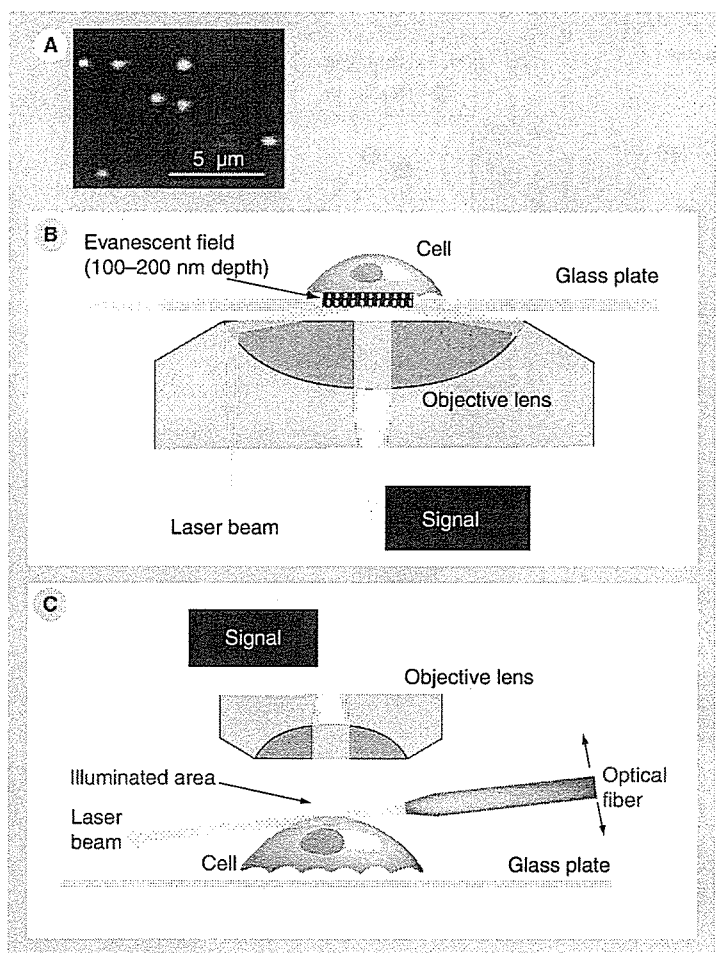 A
5 μm
B
Evanescent field
(100–200 nm depth)
Cell
Glass plate
Objective lens
Laser beam
Signal
C
Signal
Objective lens
Illuminated area
Optical
fiber
Laser
beam
Cell
Glass plate